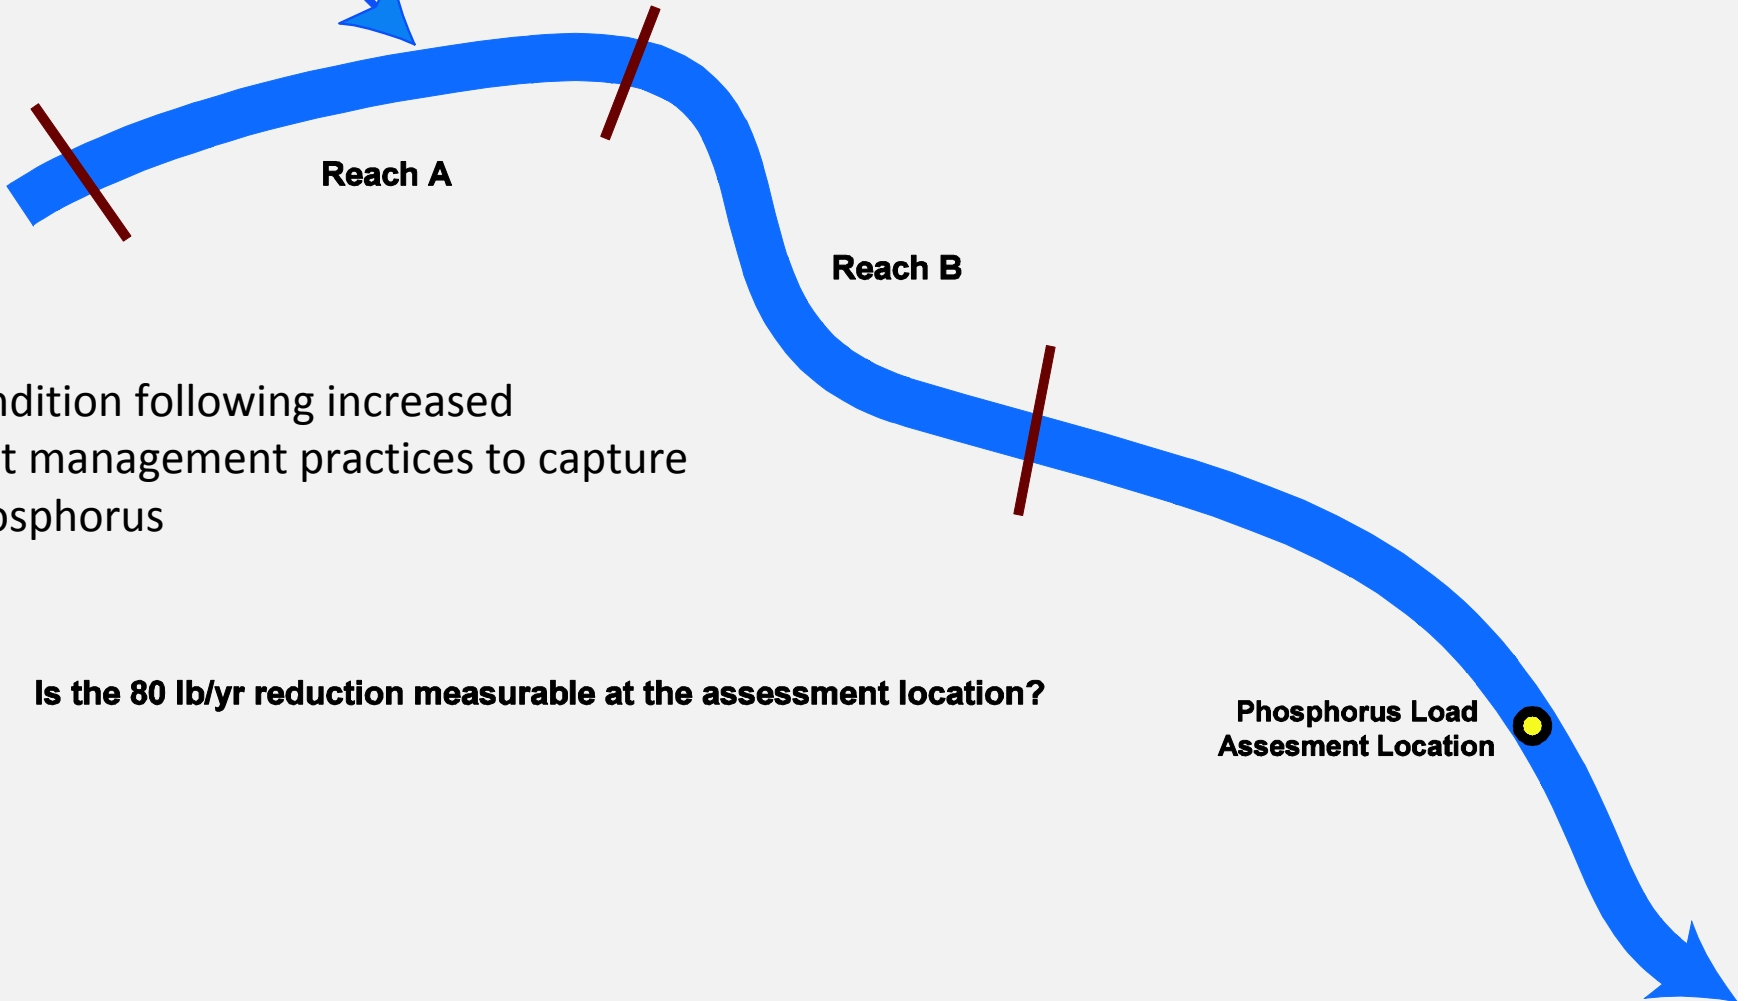 Reach A
Reach B
ndition following increased
t management practices to capture
osphorus
Is the 80 lb/yr reduction measurable at the assessment location?
Phosphorus Load
Assesment Location